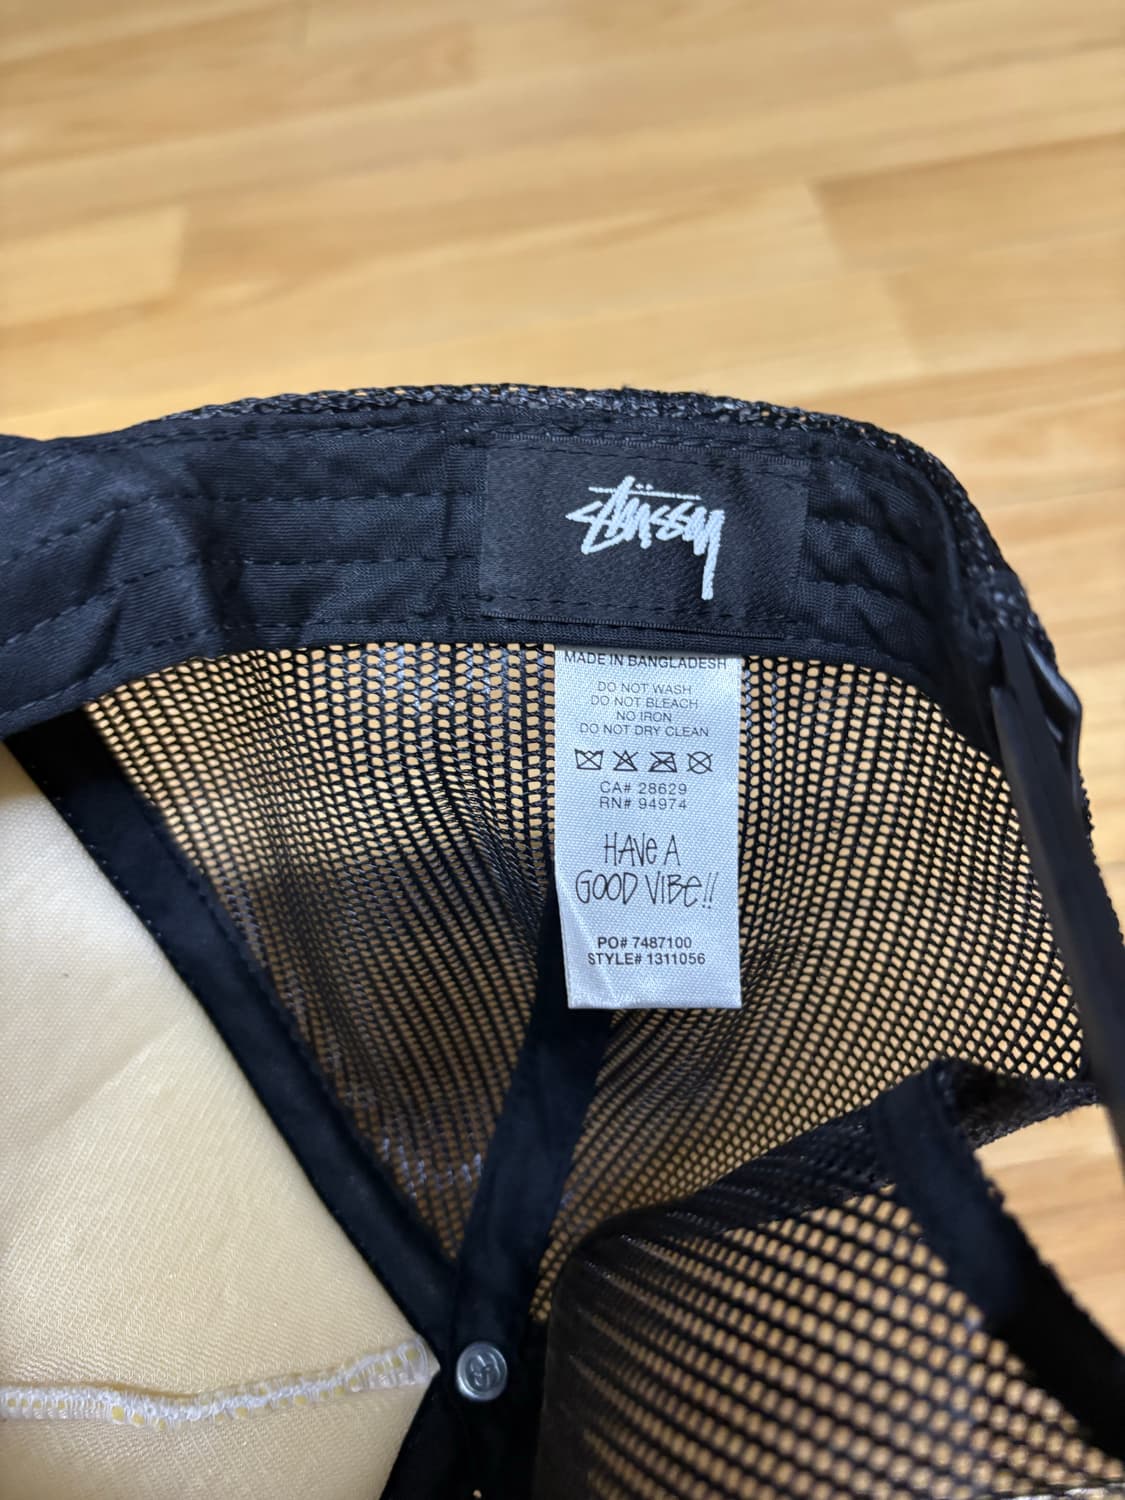 stüssy
MADE IN BANGLADESH
DO NOT WASH
DO NOT BLEACH
NO IRON
DO NOT DRY CLEAN
CA# 28629
RN# 94974
HAVE A
GOOD VIBE!!
PO# 7487100
STYLE# 1311056